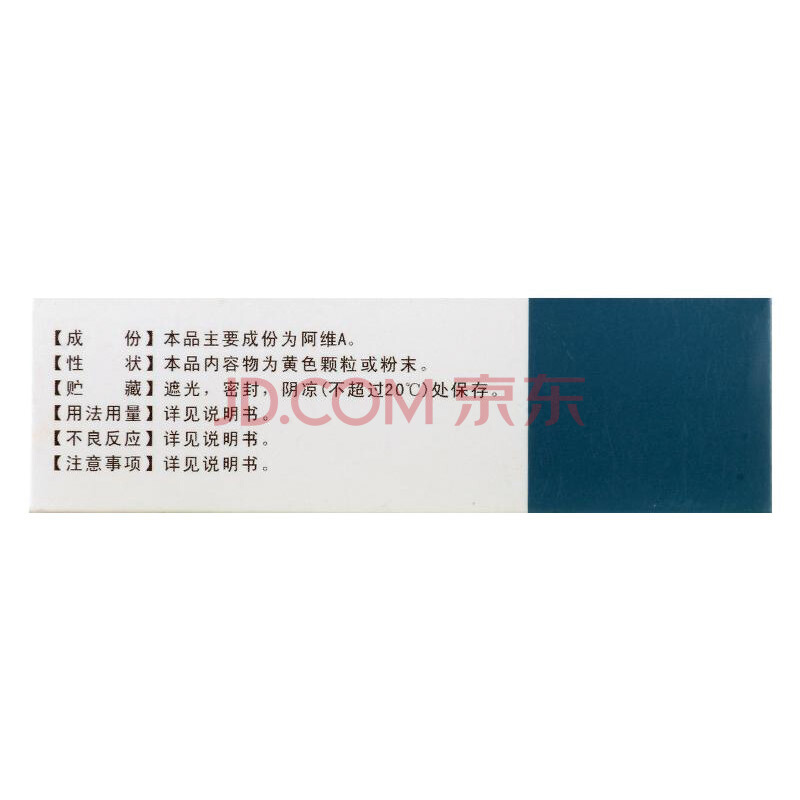 【成 份】本品主要成份为阿维A。
【性 状】本品内容物为黄色颗粒或粉末。
【贮 藏】遮光，密封，阴凉(不超过20℃)处保存。
【用法用量】详见说明书。
【不良反应】详见说明书。
【注意事项】详见说明书。
JD.COM 京东